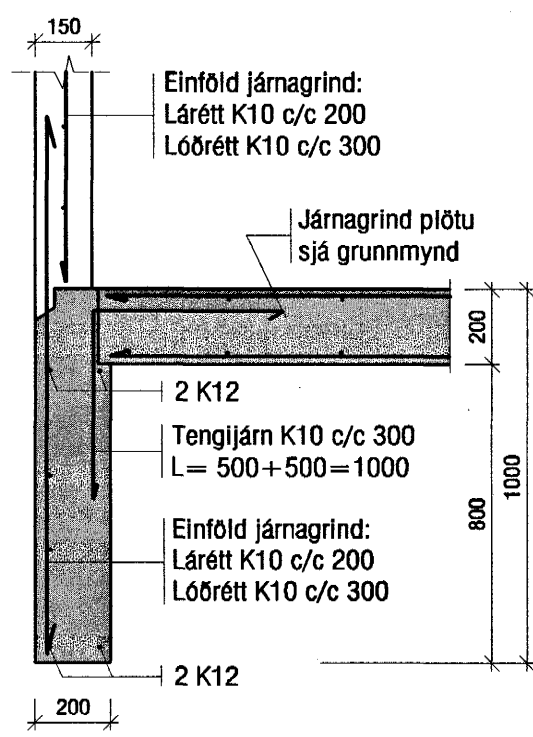 150
Einföld járnagrind:
Lárétt K10 c/c 200
Lóðrétt K10 c/c 300
Járnagrind plötu
sjá grunnmynd
200
2 K12
Tengijárn K10 c/c 300
L= 500+500=1000
800
1000
Einföld járnagrind:
Lárétt K10 c/c 200
Lóðrétt K10 c/c 300
2 K12
200